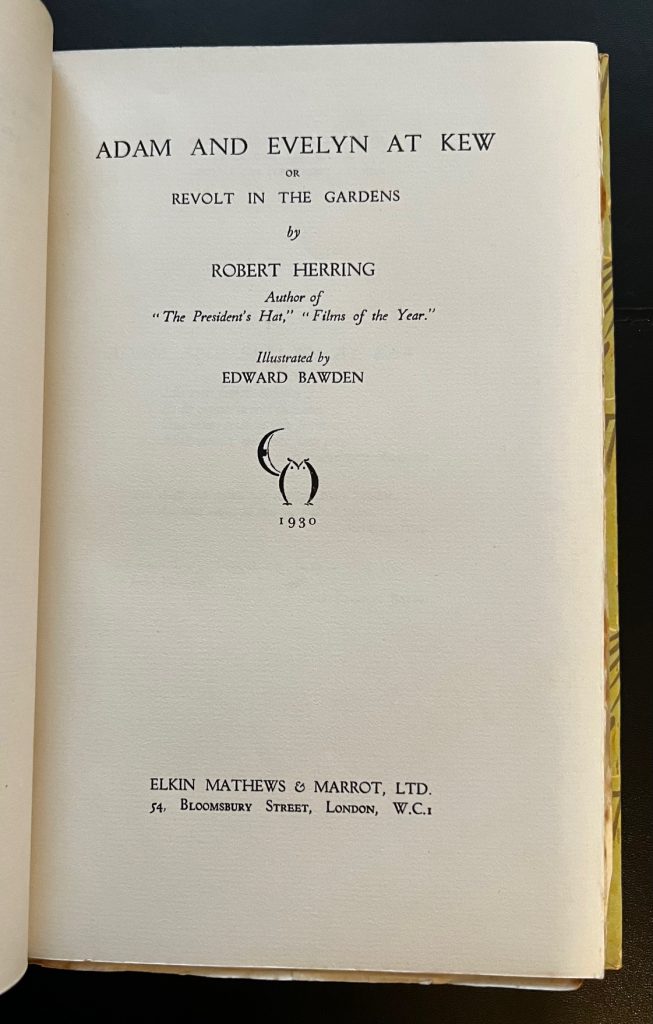 ADAM AND EVELYN AT KEW
OR
REVOLT IN THE GARDENS
by
ROBERT HERRING
Author of
"The President's Hat," "Films of the Year."
Illustrated by
EDWARD BAWDEN
1930
ELKIN MATHEWS & MARROT, LTD.
54, BLOOMSBURY STREET, LONDON, W.C.1